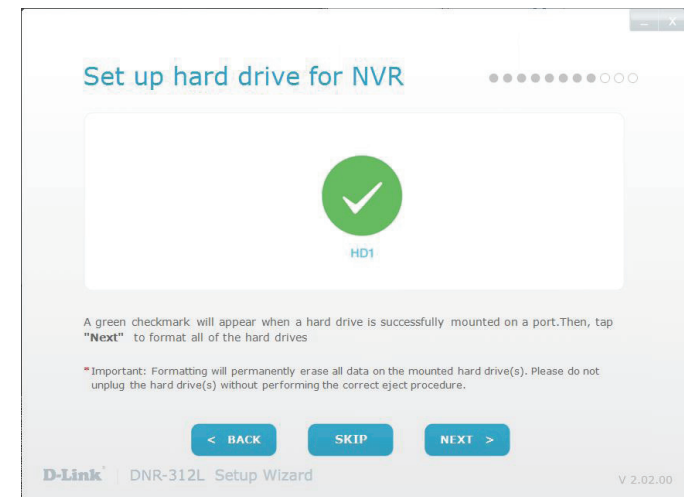 _ X
Set up hard drive for NVR
HD1
A green checkmark will appear when a hard drive is successfully mounted on a port.Then, tap
"Next" to format all of the hard drives
*Important: Formatting will permanently erase all data on the mounted hard drive(s). Please do not
unplug the hard drive(s) without performing the correct eject procedure.
< BACK SKIP NEXT >
D-Link DNR-312L Setup Wizard V 2.02.00